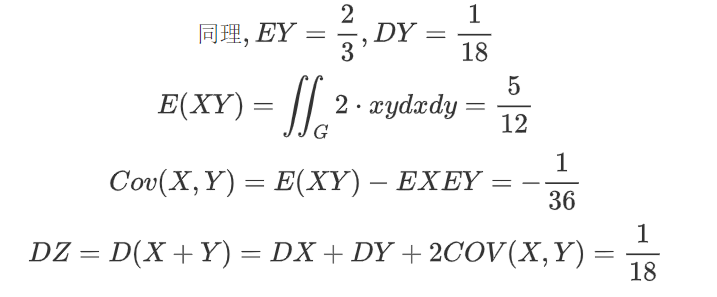 同理, EY = 2/3, DY = 1/18
E(XY) = ∬_G 2 · xydxdy = 5/12
Cov(X, Y) = E(XY) − EXEY = −1/36
DZ = D(X + Y) = DX + DY + 2COV(X, Y) = 1/18